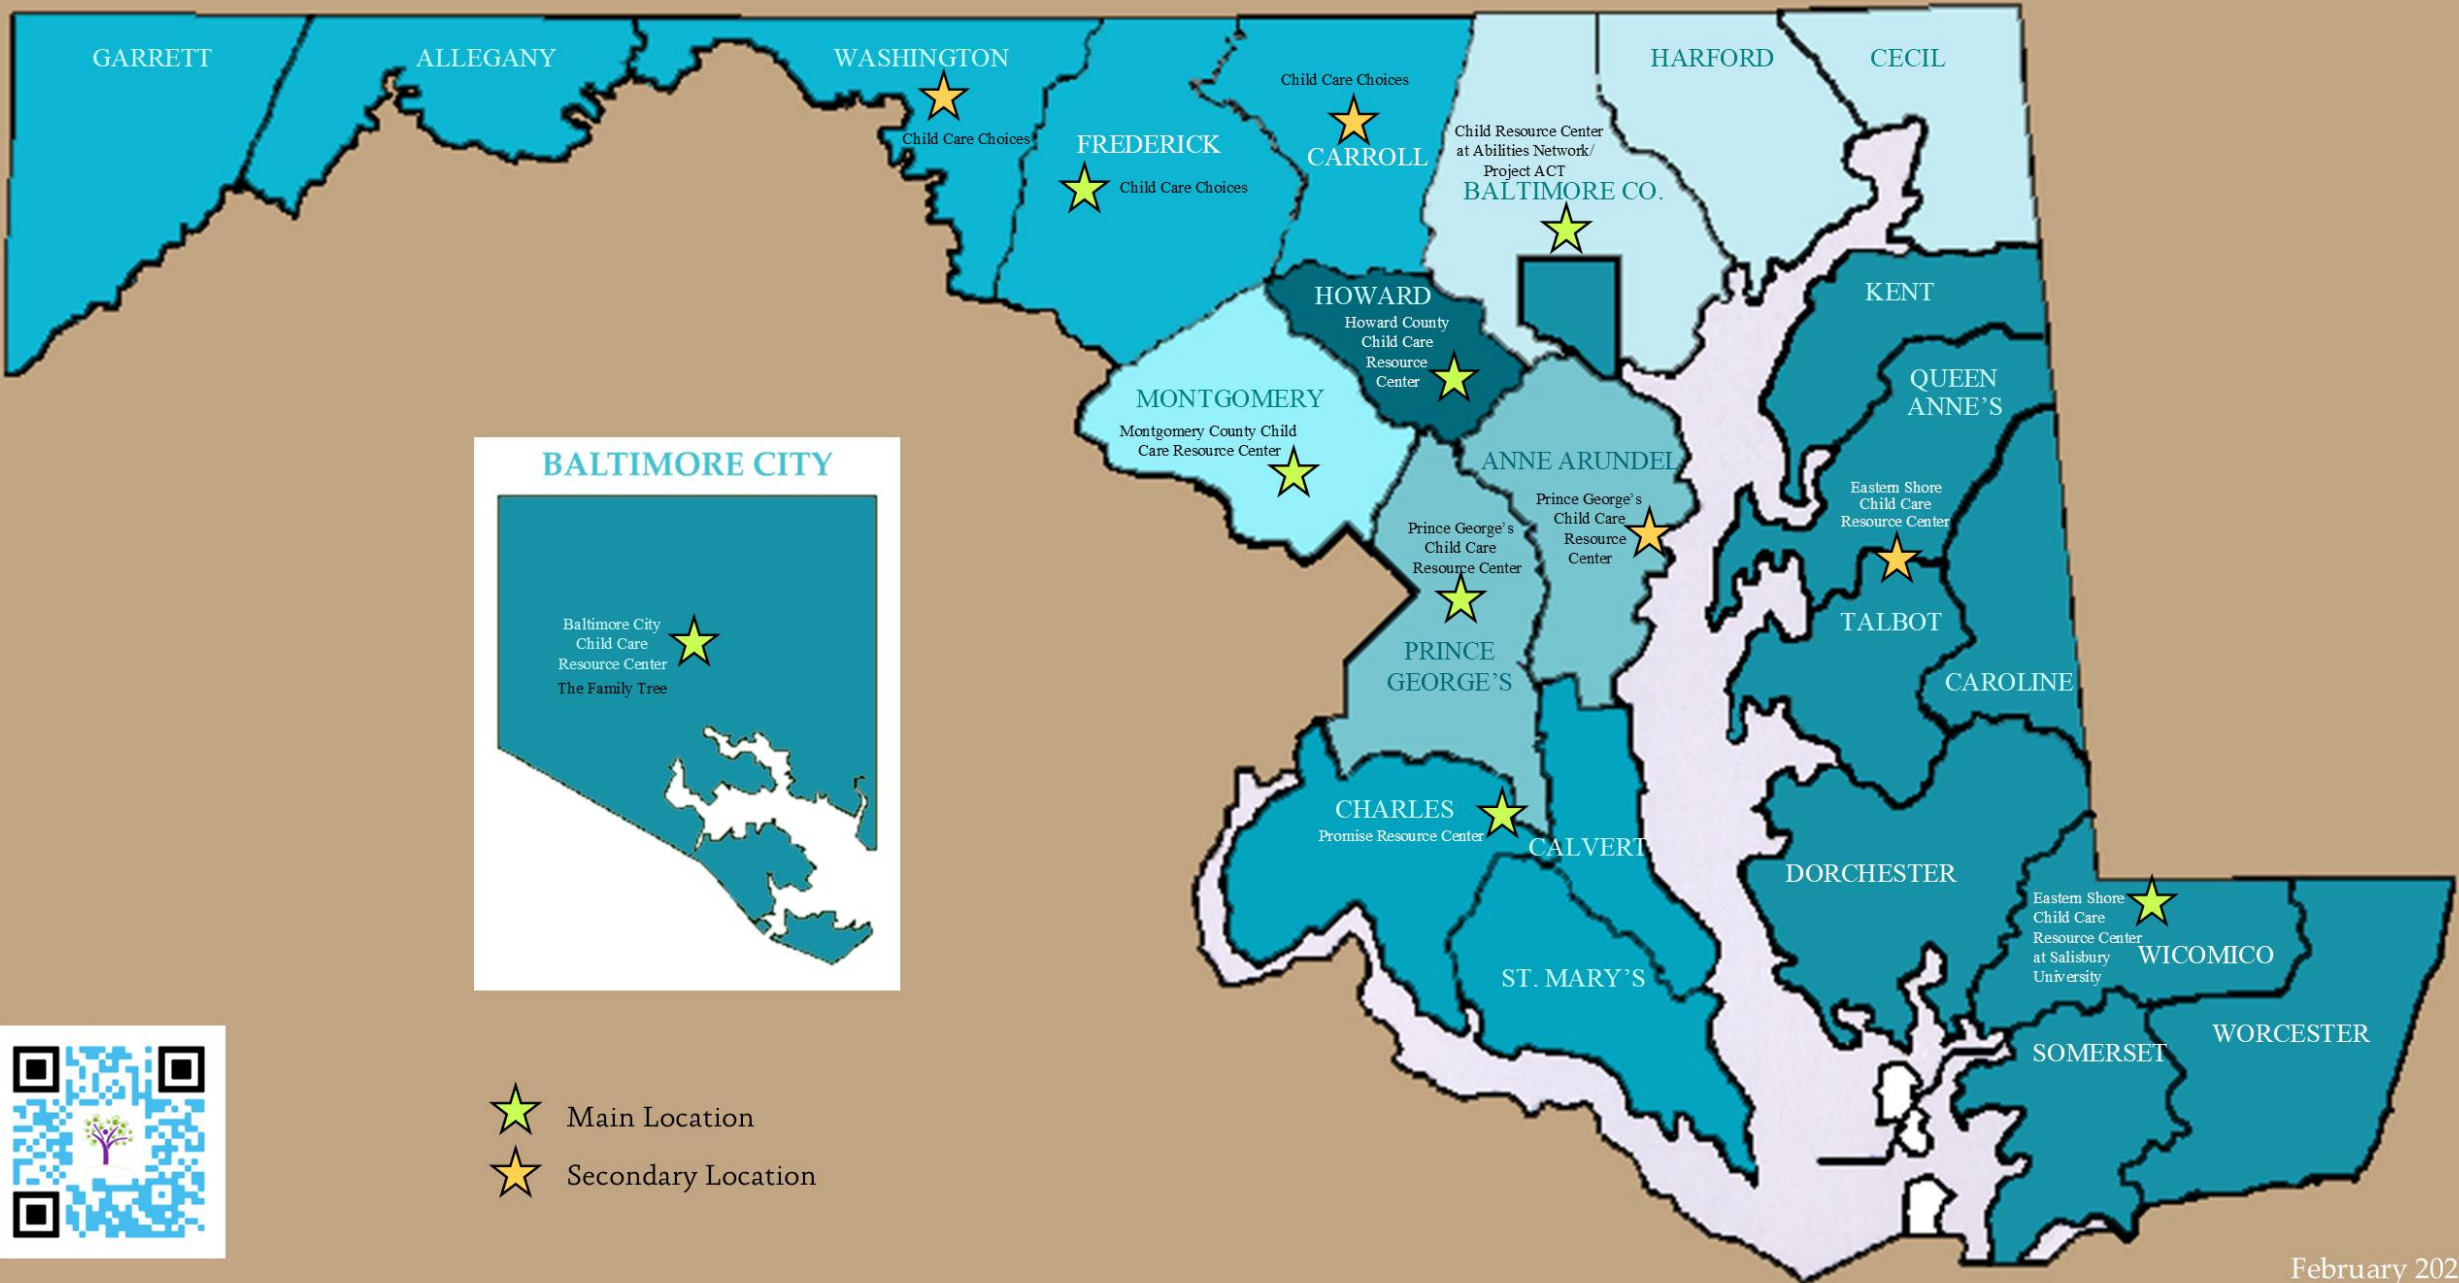 GARRETT
ALLEGANY
WASHINGTON
Child Care Choices
FREDERICK
Child Care Choices
Child Care Choices
CARROLL
Child Resource Center
at Abilities Network/
Project ACT
BALTIMORE CO.
HARFORD
CECIL
HOWARD
Howard County
Child Care
Resource
Center
MONTGOMERY
Montgomery County Child
Care Resource Center
KENT
QUEEN
ANNE'S
ANNE ARUNDEL
Prince George's
Child Care
Resource
Center
Prince George's
Child Care
Resource Center
PRINCE
GEORGE'S
Eastern Shore
Child Care
Resource Center
TALBOT
CAROLINE
BALTIMORE CITY
Baltimore City
Child Care
Resource Center
The Family Tree
CHARLES
Promise Resource Center
CALVERT
ST. MARY'S
DORCHESTER
Eastern Shore
Child Care
Resource Center
at Salisbury
University
WICOMICO
SOMERSET
WORCESTER
Main Location
Secondary Location
February 202